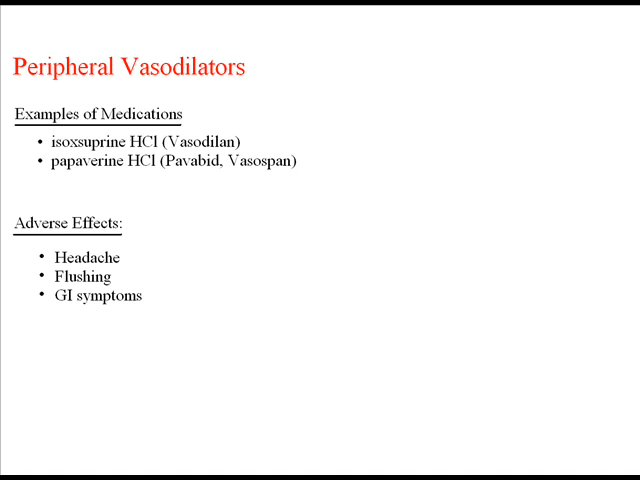 Peripheral Vasodilators
Examples of Medications
• isoxsuprine HCl (Vasodilan)
• papaverine HCl (Pavabid, Vasospan)
Adverse Effects:
• Headache
• Flushing
• GI symptoms